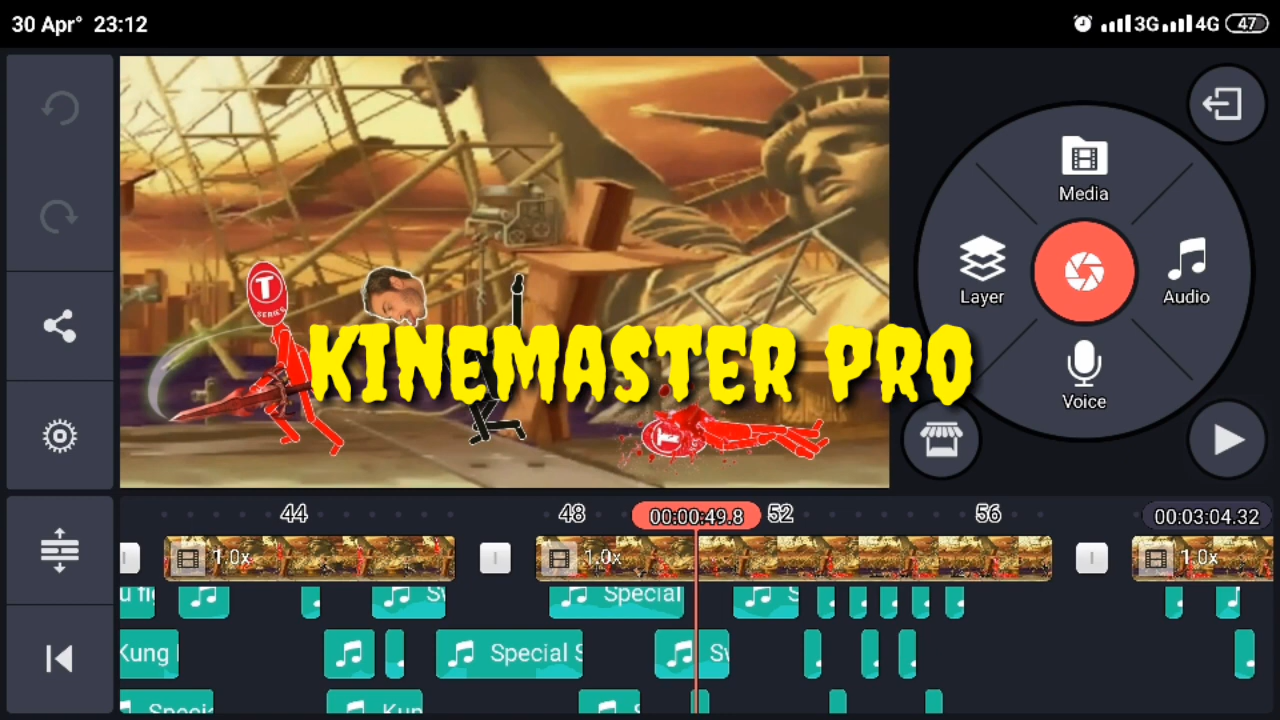 30 Apr° 23:12
3G 4G 47
Media
T
SERIES
Layer
Audio
KINEMASTER PRO
Voice
T
44
48
00:00:49.8
52
56
00:03:04.32
1.0x
1.0x
1.0x
Special
Kung
Special S